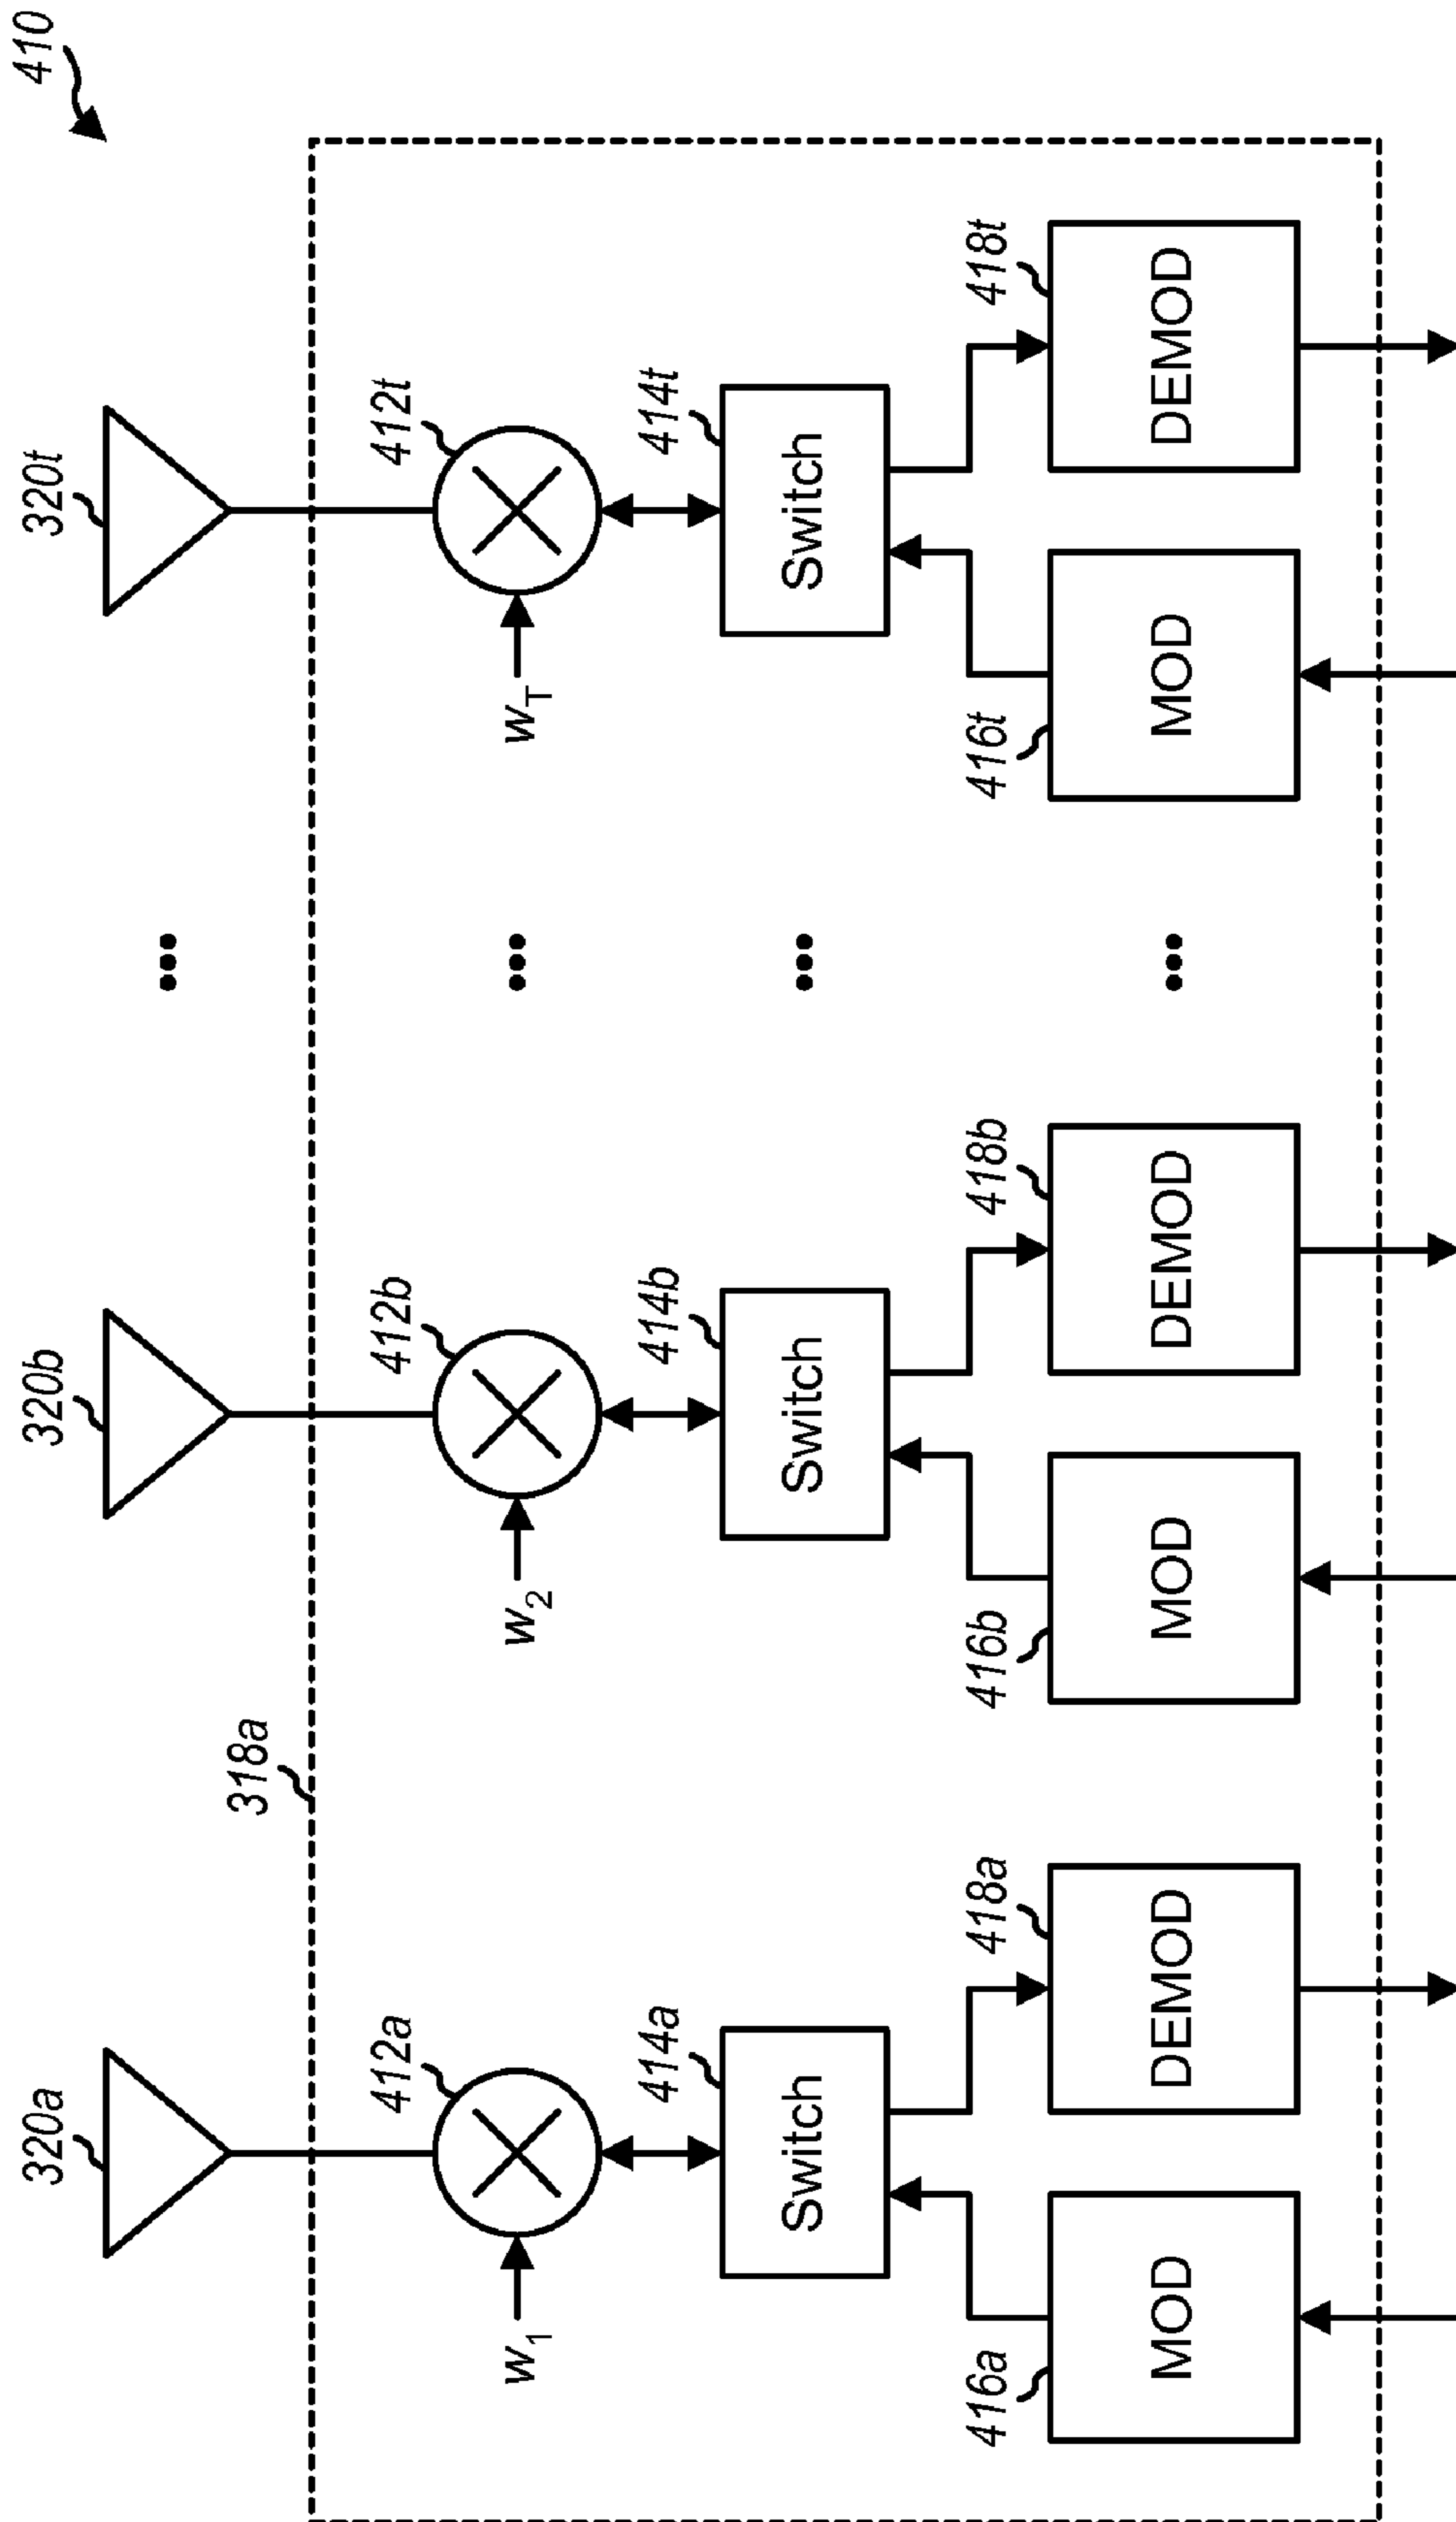 410
320a
320b
320t
318a
412a
412b
412t
w1
w2
wT
414a
414b
414t
Switch
Switch
Switch
416a
418a
416b
418b
416t
418t
MOD
DEMOD
MOD
DEMOD
MOD
DEMOD